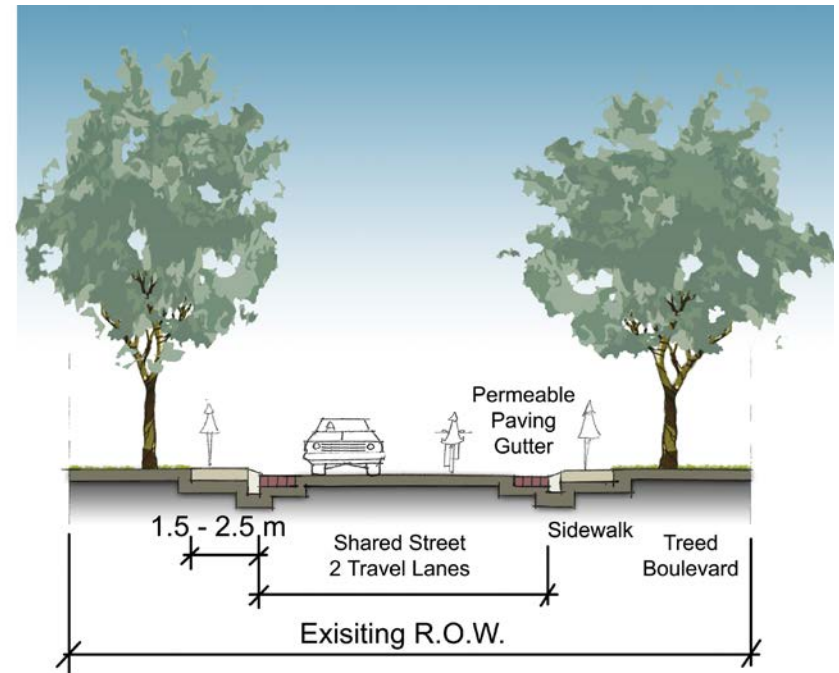 Permeable
Paving
Gutter
1.5 - 2.5 m
Shared Street
2 Travel Lanes
Sidewalk
Treed
Boulevard
Exisiting R.O.W.